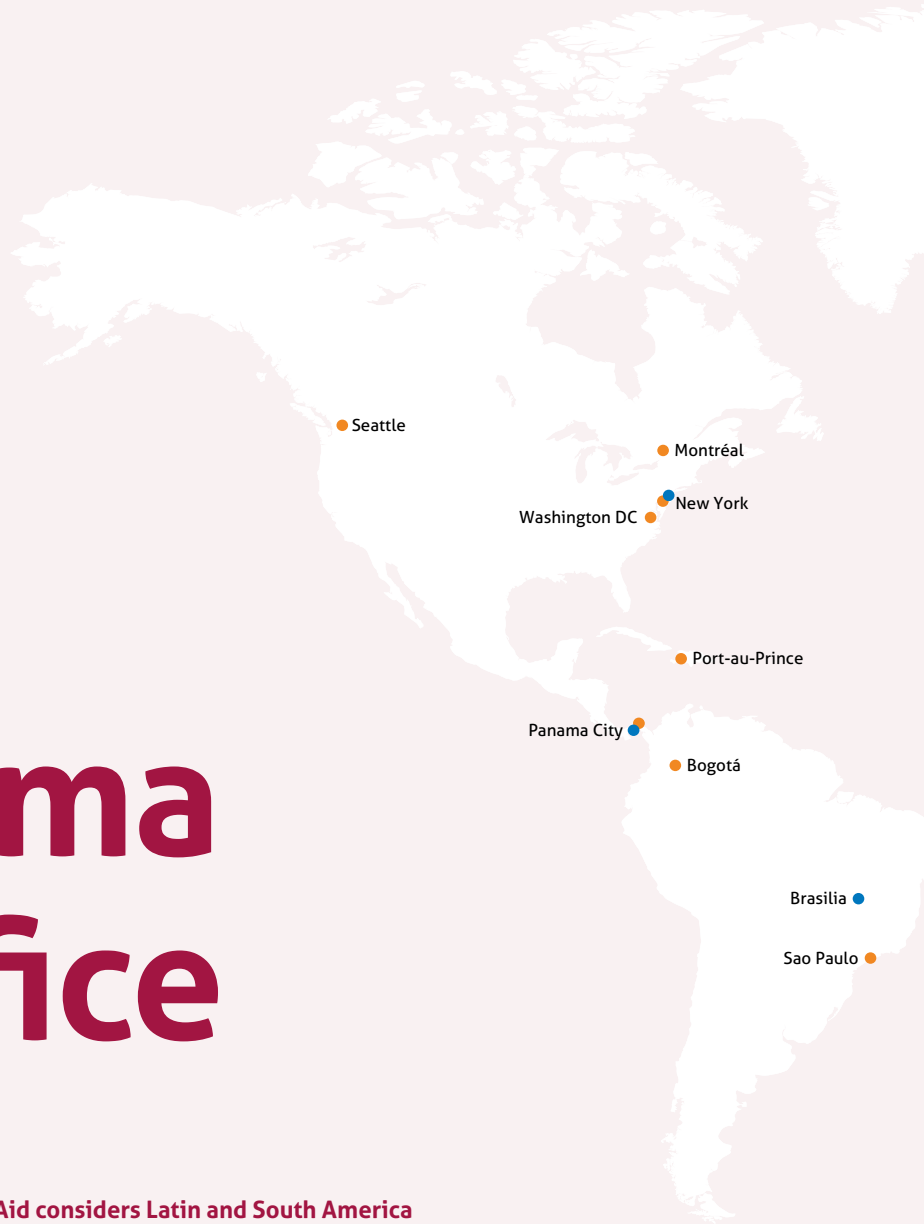 Seattle
Montréal
New York
Washington DC
Port-au-Prince
Panama City
Bogotá
ma
fice
Brasilia
Sao Paulo
Aid considers Latin and South America